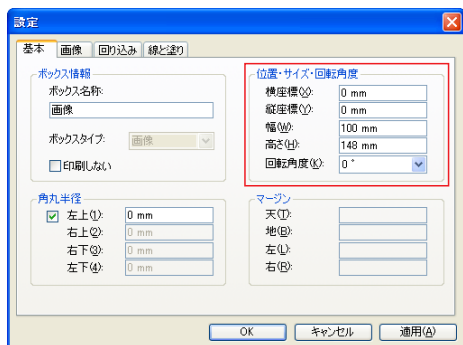 設定
基本 画像 回り込み 線と塗り
ボックス情報
ボックス名称:
画像
ボックスタイプ: 画像
印刷しない
位置・サイズ・回転角度
横座標(X): 0 mm
縦座標(Y): 0 mm
幅(W): 100 mm
高さ(H): 148 mm
回転角度(K): 0 °
角丸半径
左上(1): 0 mm
右上(2): 0 mm
右下(3): 0 mm
左下(4): 0 mm
マージン
天(T):
地(B):
左(L):
右(R):
OK キャンセル 適用(A)